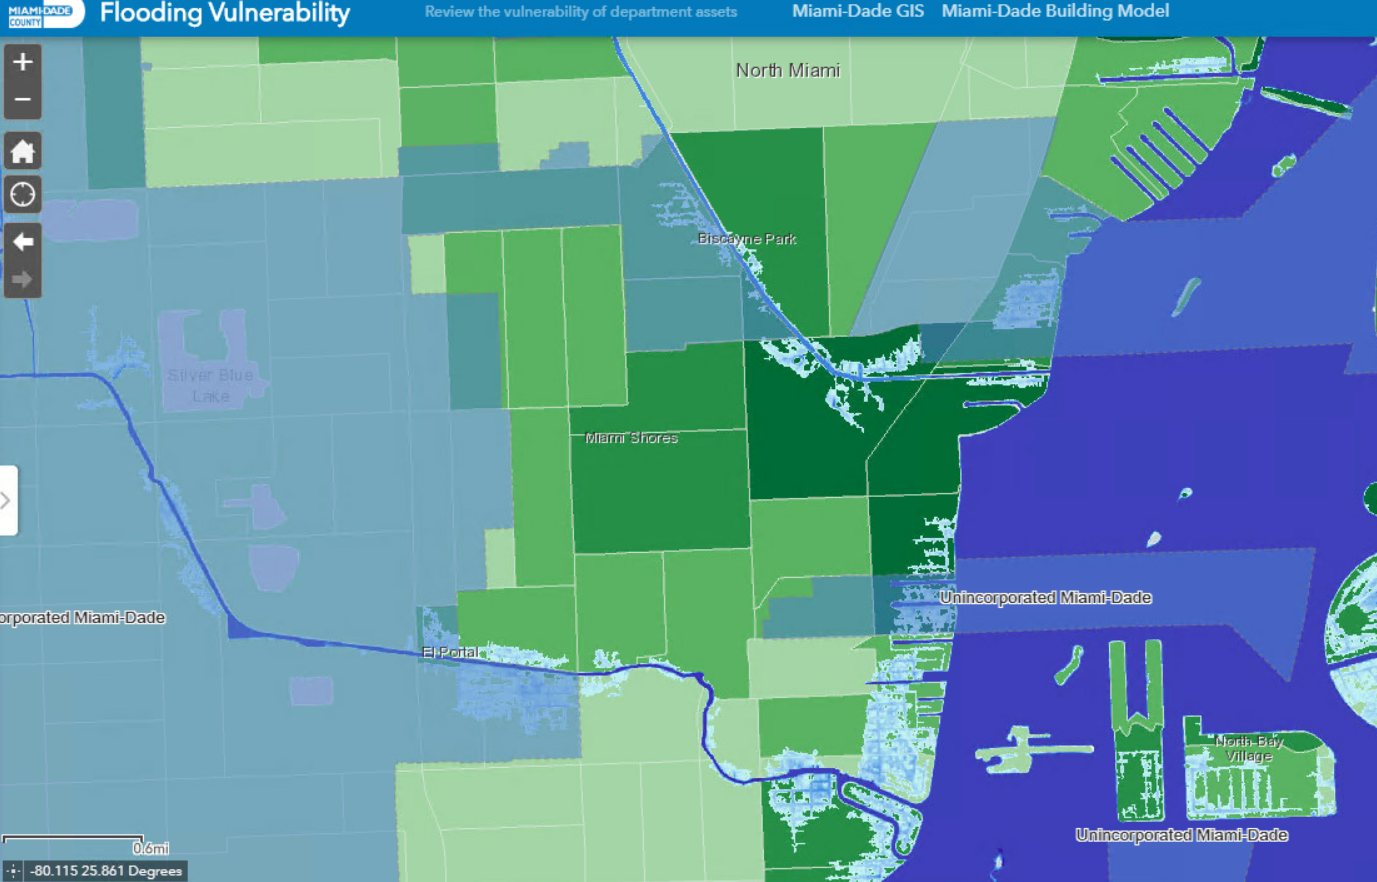 MIAMI-DADE
COUNTY
Flooding Vulnerability
Review the vulnerability of department assets
Miami-Dade GIS
Miami-Dade Building Model
North Miami
Biscayne Park
Silver Blue
Lake
Miami Shores
Unincorporated Miami-Dade
orporated Miami-Dade
El Portal
North Bay
Village
Unincorporated Miami-Dade
0.6mi
-80.115 25.861 Degrees